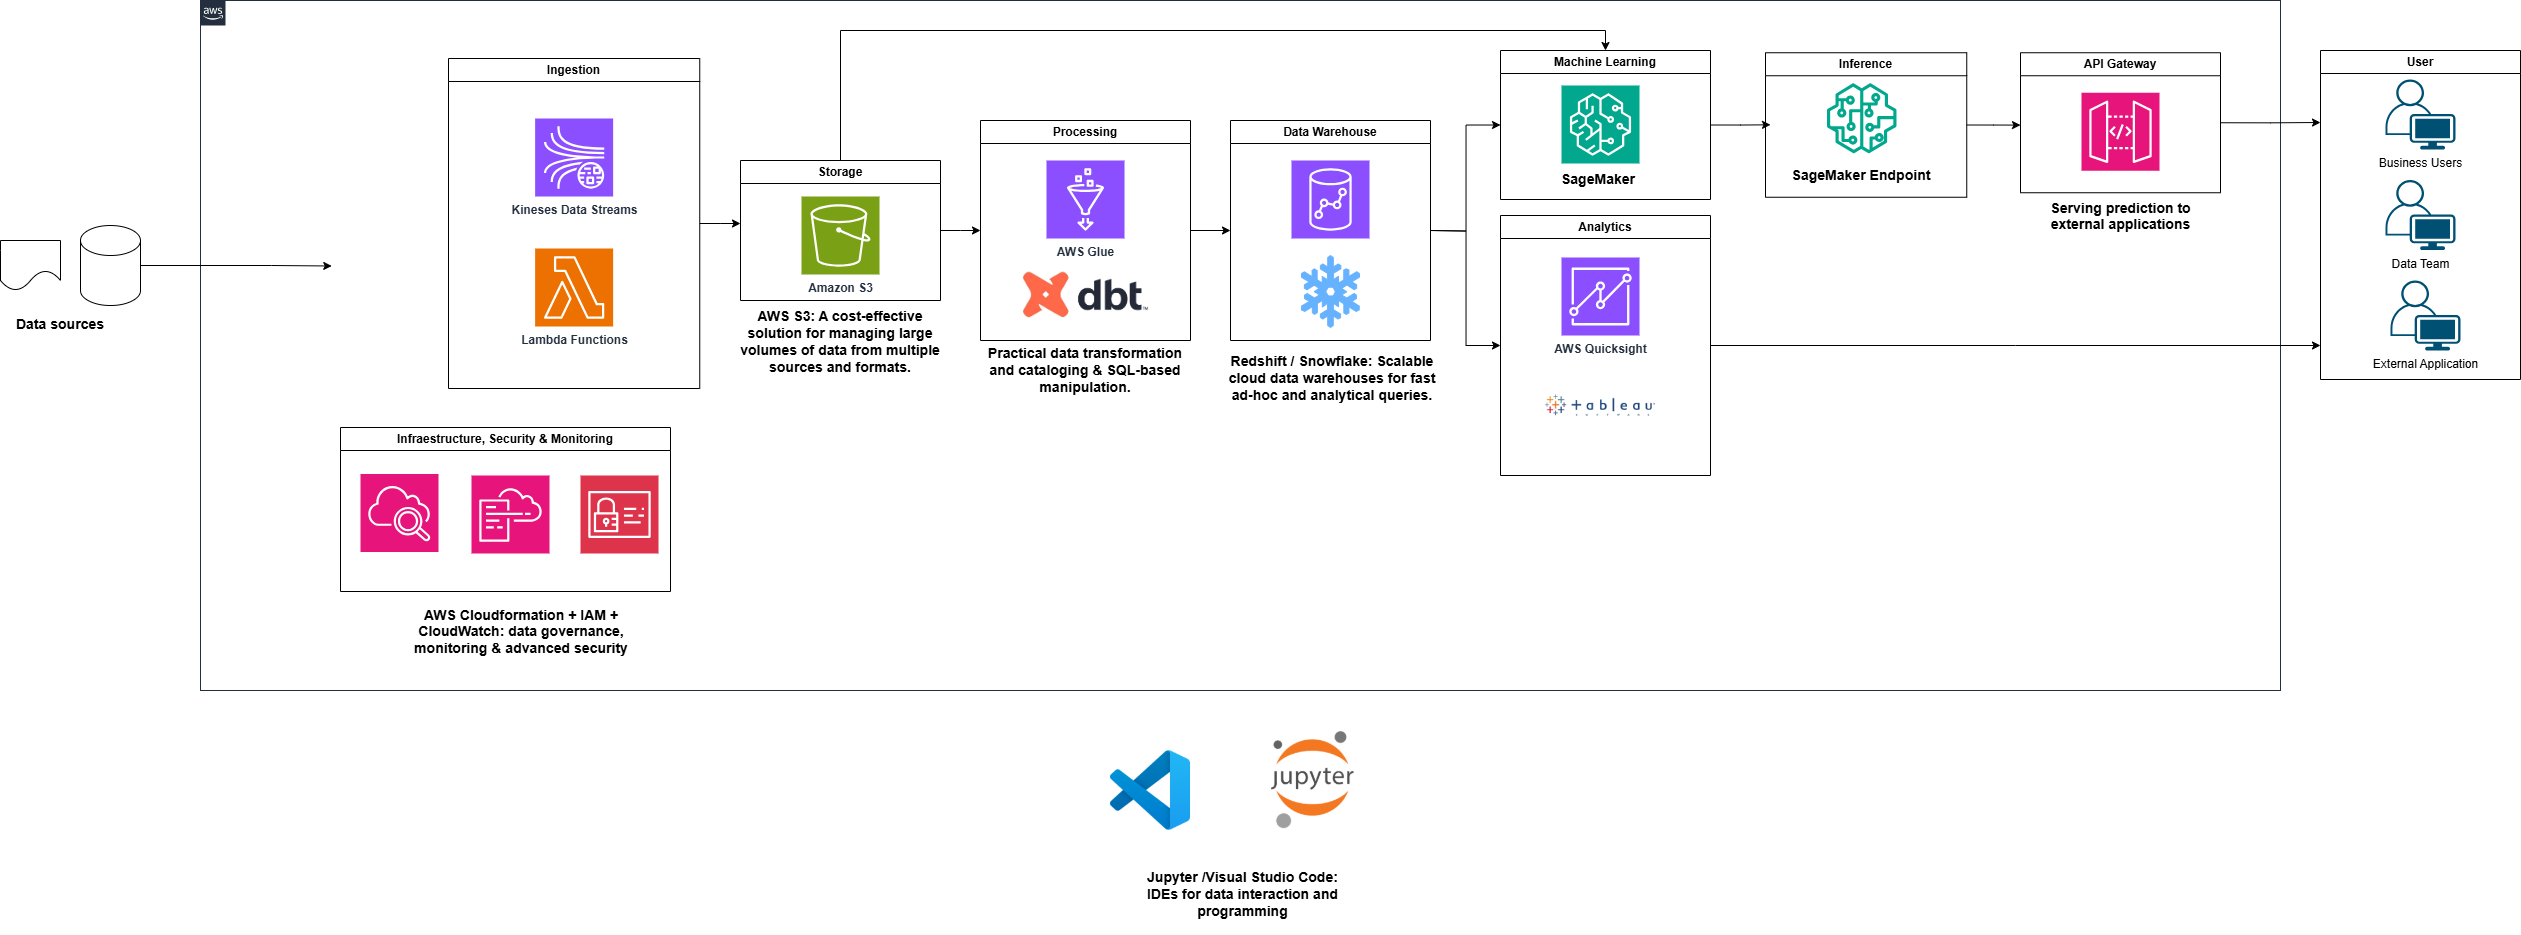 aws
Data sources
Ingestion
Kineses Data Streams
Lambda Functions
Storage
Amazon S3
AWS S3: A cost-effective
solution for managing large
volumes of data from multiple
sources and formats.
Processing
AWS Glue
dbt
Practical data transformation
and cataloging & SQL-based
manipulation.
Data Warehouse
Redshift / Snowflake: Scalable
cloud data warehouses for fast
ad-hoc and analytical queries.
Machine Learning
SageMaker
Analytics
AWS Quicksight
+ableau
Inference
SageMaker Endpoint
API Gateway
</>
Serving prediction to
external applications
User
Business Users
Data Team
External Application
Infraestructure, Security & Monitoring
AWS Cloudformation + IAM +
CloudWatch: data governance,
monitoring & advanced security
jupyter
Jupyter /Visual Studio Code:
IDEs for data interaction and
programming